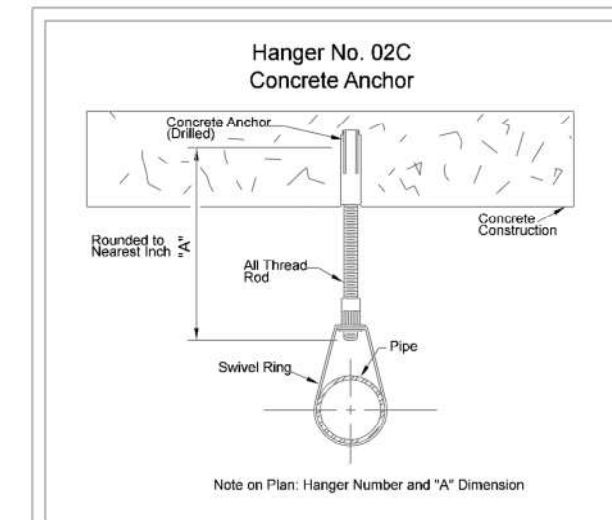 Hanger No. 02C
Concrete Anchor
Concrete Anchor
(Drilled)
Concrete
Construction
Rounded to
Nearest Inch
"A"
All Thread
Rod
Pipe
Swivel Ring
Note on Plan: Hanger Number and "A" Dimension